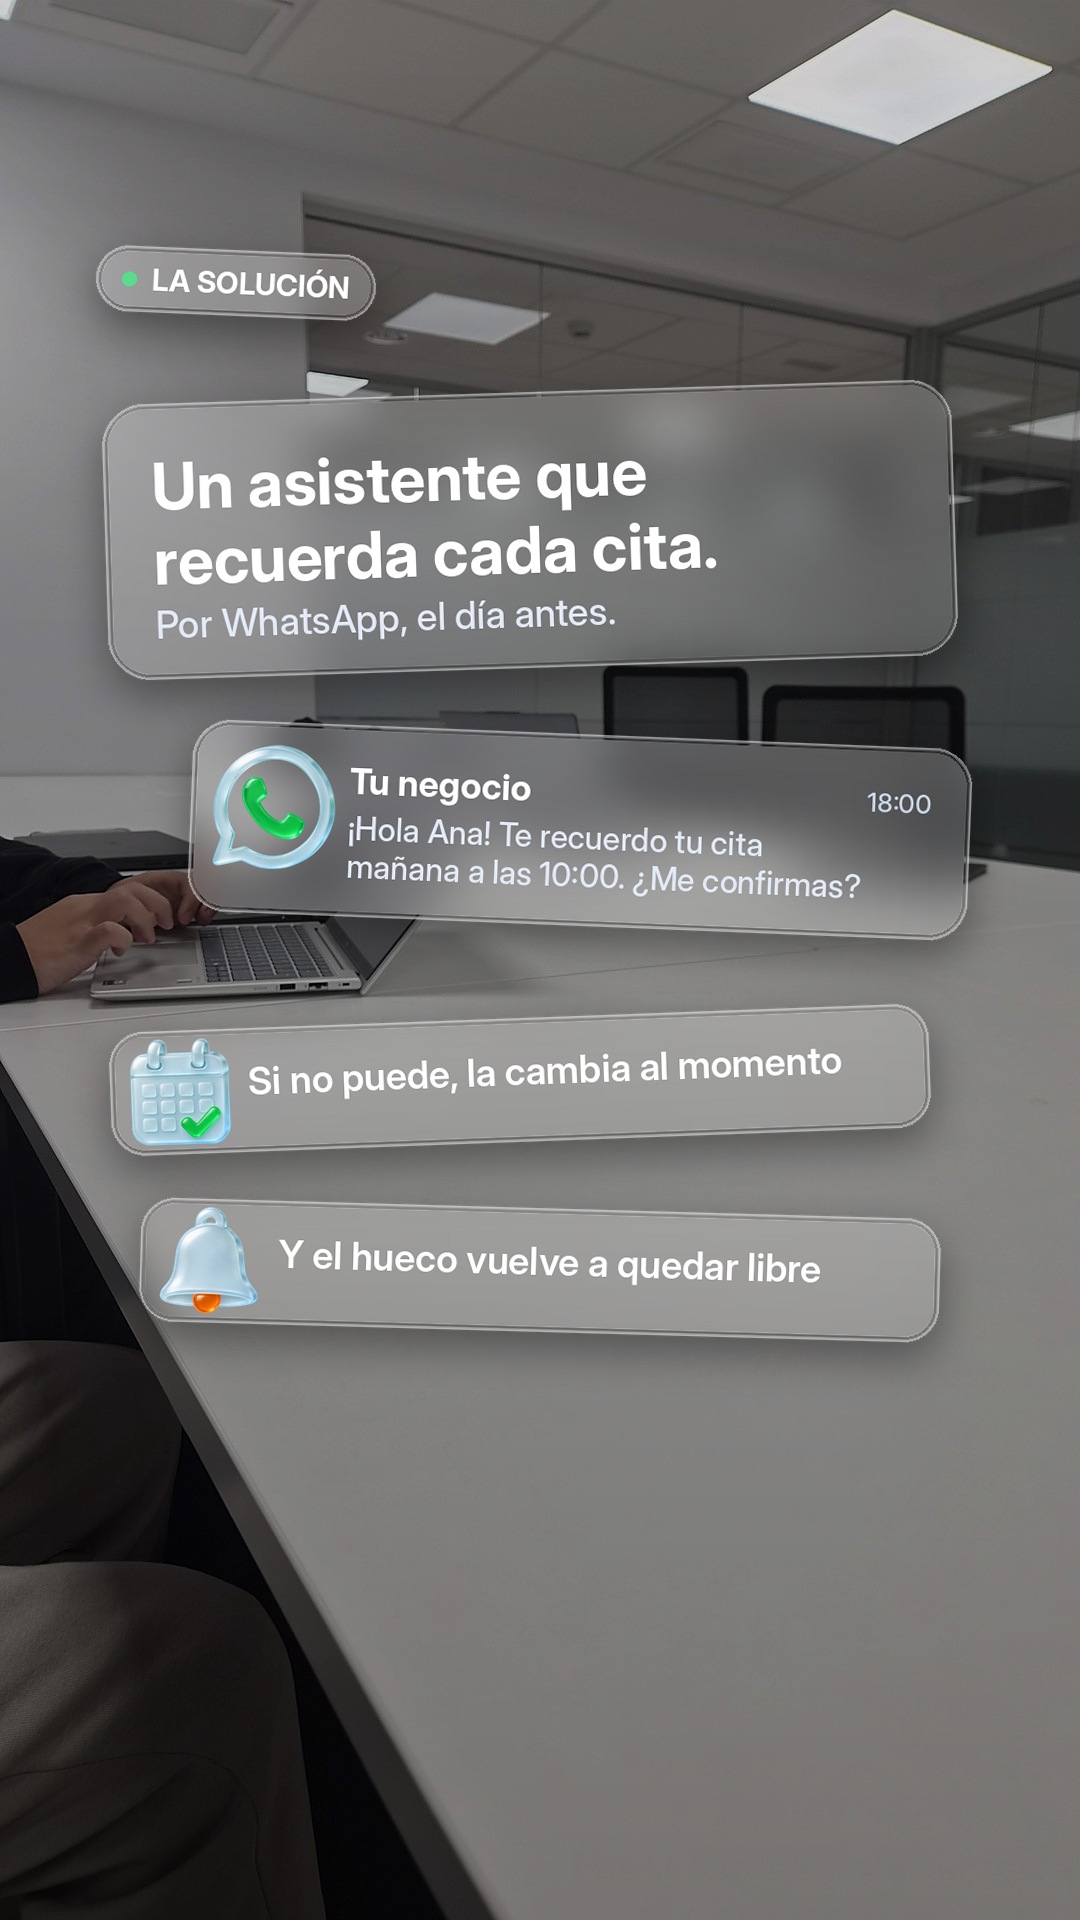 LA SOLUCIÓN
Un asistente que
recuerda cada cita.
Por WhatsApp, el día antes.
Tu negocio
18:00
¡Hola Ana! Te recuerdo tu cita
mañana a las 10:00. ¿Me confirmas?
Si no puede, la cambia al momento
Y el hueco vuelve a quedar libre